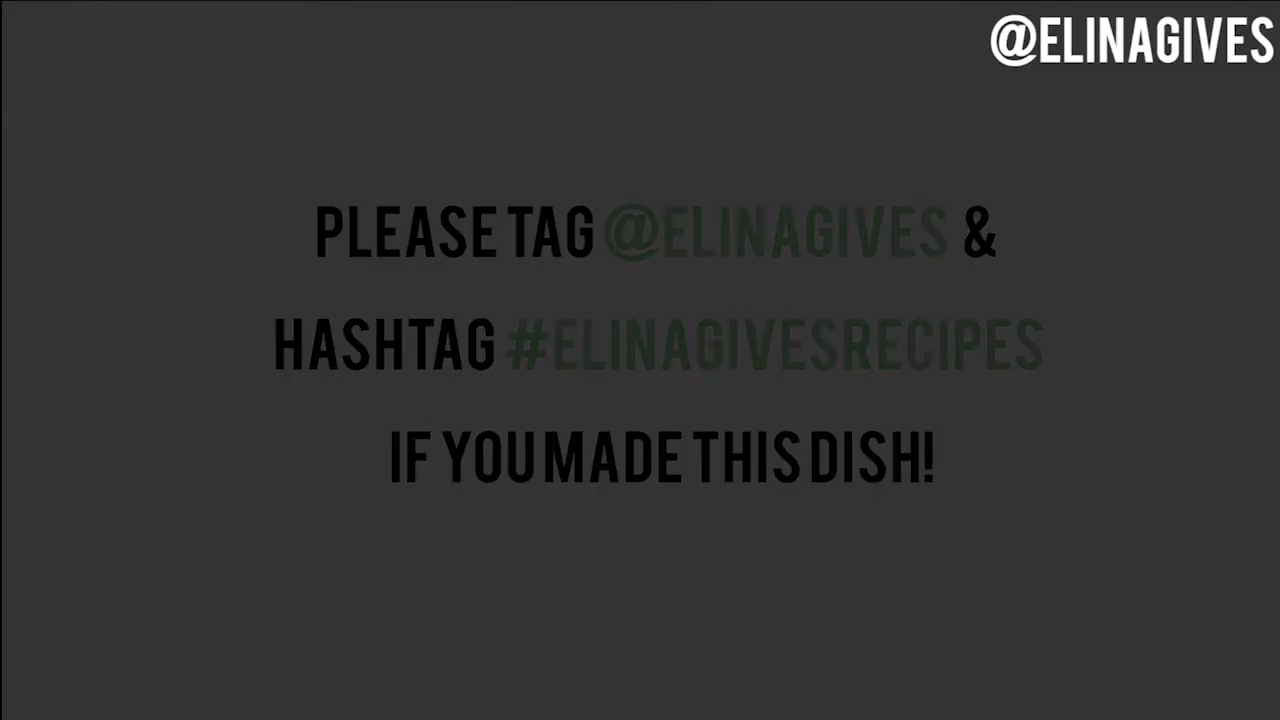 @ELINAGIVES
PLEASE TAG @ELINAGIVES &
HASHTAG #ELINAGIVESRECIPES
IF YOU MADE THIS DISH!